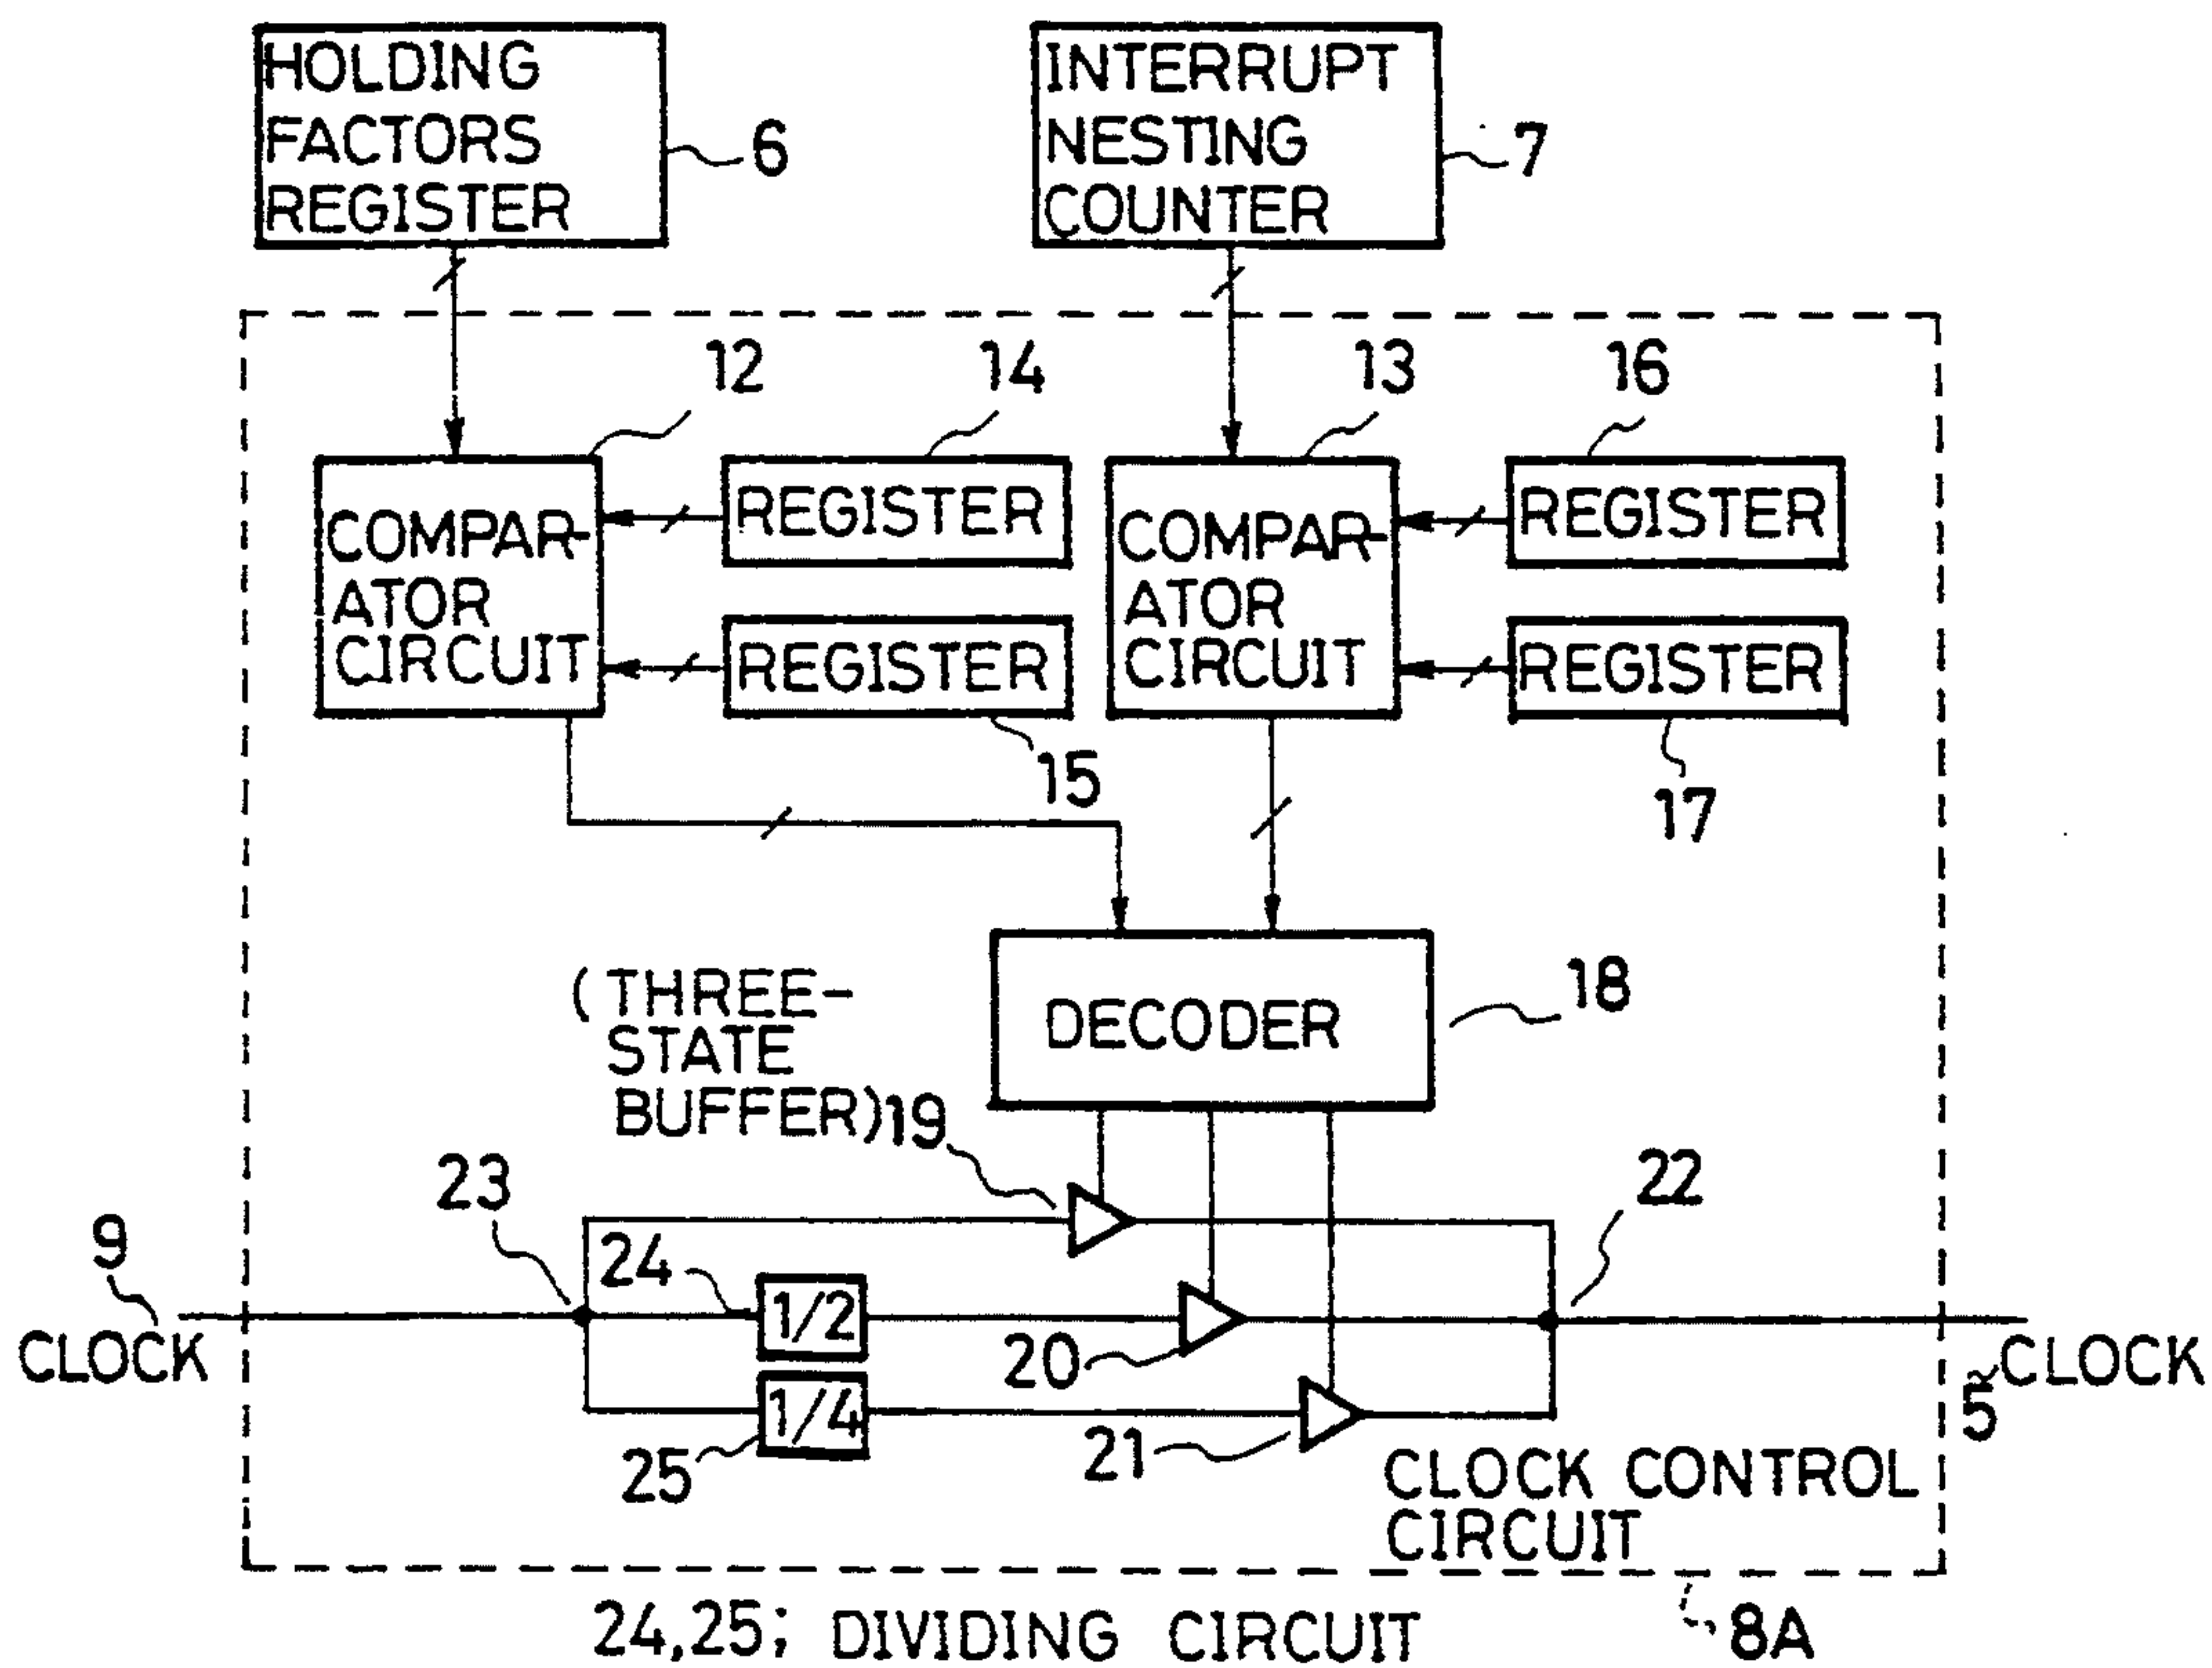 HOLDING
FACTORS
REGISTER
6
INTERRUPT
NESTING
COUNTER
7
12
14
13
16
COMPAR-
ATOR
CIRCUIT
REGISTER
REGISTER
15
COMPAR-
ATOR
CIRCUIT
REGISTER
REGISTER
17
DECODER
18
(THREE-
STATE
BUFFER)
19
23
22
9
CLOCK
24
1/2
20
1/4
25
21
CLOCK
5
CLOCK CONTROL
CIRCUIT
8A
24,25; DIVIDING CIRCUIT